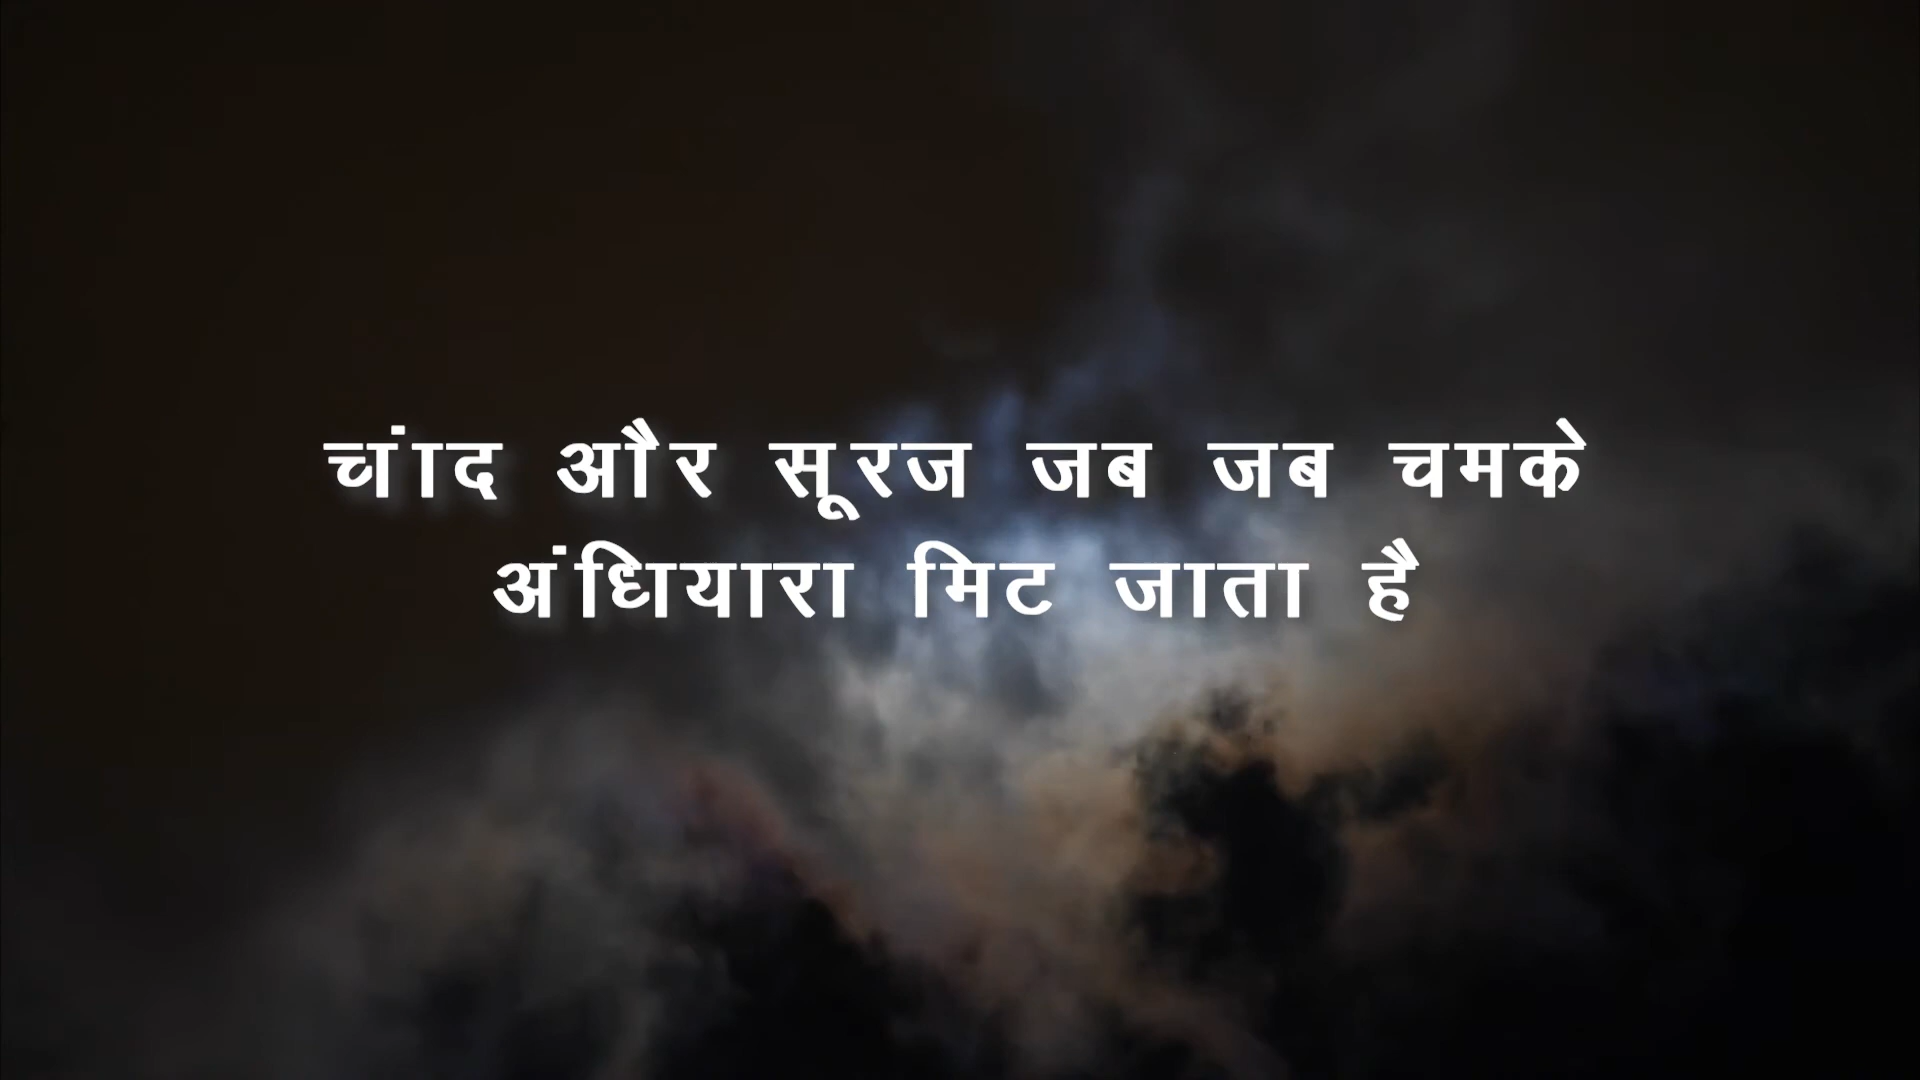 चांद और सूरज जब जब चमके
अंधियारा मिट जाता है